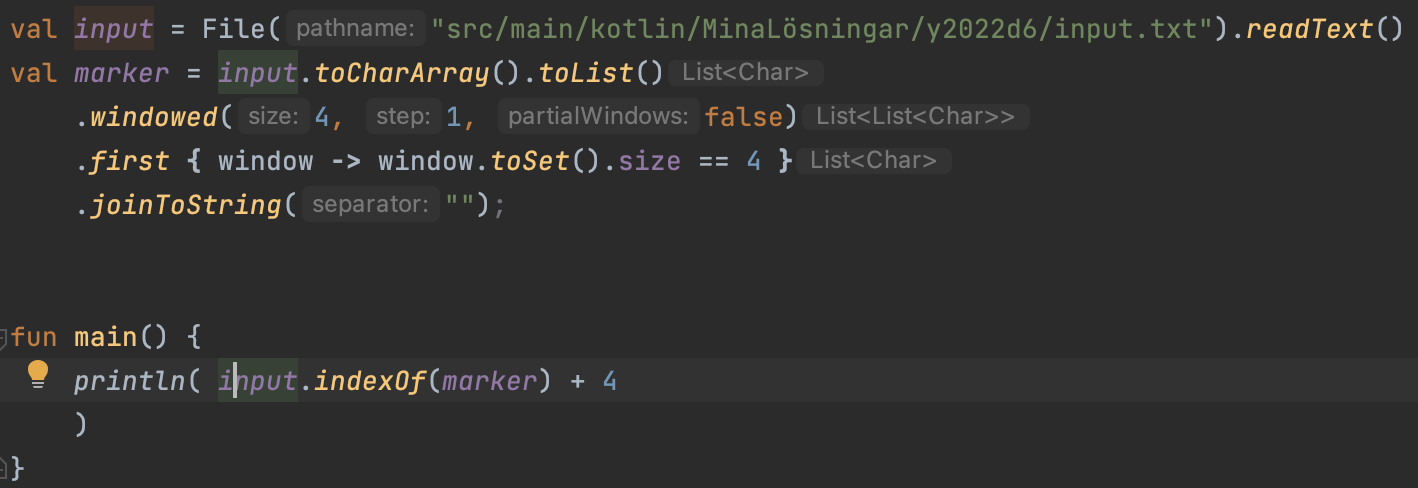 val input = File( pathname: "src/main/kotlin/MinaLösningar/y2022d6/input.txt").readText()
val marker = input.toCharArray().toList() List<Char>
.windowed( size: 4, step: 1, partialWindows: false) List<List<Char>>
.first { window -> window.toSet().size == 4 } List<Char>
.joinToString( separator: "");
fun main() {
println( input.indexOf(marker) + 4
)
}